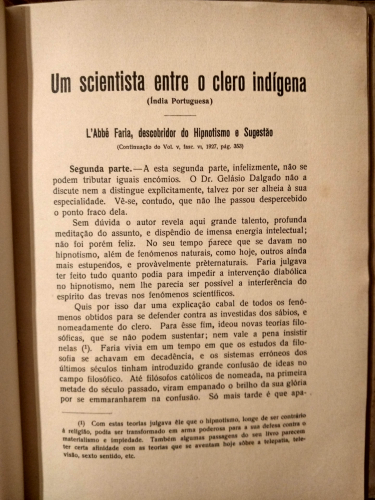 Um scientista entre o clero indígena
(Índia Portuguesa)
L'Abbé Faria, descobridor do Hipnotismo e Sugestão
(Continuação do Vol. v, fasc. vi, 1927, pág. 353)
Segunda parte.—A esta segunda parte, infelizmente, não se
podem tributar iguais encómios. O Dr. Gelásio Dalgado não a
discute nem a distingue explicitamente, talvez por ser alheia à sua
especialidade. Vê-se, contudo, que não lhe passou despercebido
o ponto fraco dela.
Sem dúvida o autor revela aqui grande talento, profunda
meditação do assunto, e dispêndio de imensa energia intelectual;
não foi porém feliz. No seu tempo parece que se davam no
hipnotismo, além de fenómenos naturais, como hoje, outros ainda
mais estupendos, e provàvelmente pretèrnaturais. Faria julgava
ter feito tudo quanto podia para impedir a intervenção diabólica
no hipnotismo, nem lhe parecia ser possível a interferência do
espírito das trevas nos fenómenos scientíficos.
Quis por isso dar uma explicação cabal de todos os fenó-
menos obtidos para se defender contra as investidas dos sábios, e
nomeadamente do clero. Para êsse fim, ideou novas teorias filo-
sóficas, que se não podem sustentar; nem vale a pena insistir
nelas (¹). Faria vivia em um tempo em que os estudos da filo-
sofia se achavam em decadência, e os sistemas erróneos dos
últimos séculos tinham introduzido grande confusão de ideas no
campo filosófico. Até filósofos católicos de nomeada, na primeira
metade do século passado, viram empanado o brilho da sua glória
por se emmaranharem na confusão. Só mais tarde é que apa-
(¹) Com estas teorias julgava êle que o hipnotismo, longe de ser contrário
à religião, podia ser transformado em arma poderosa para a sua defesa contra o
materialismo e impiedade. Também algumas passagens do seu livro parecem
ter certa afinidade com as teorias que se aventam hoje sôbre a telepatia, tele-
visão, sexto sentido, etc.